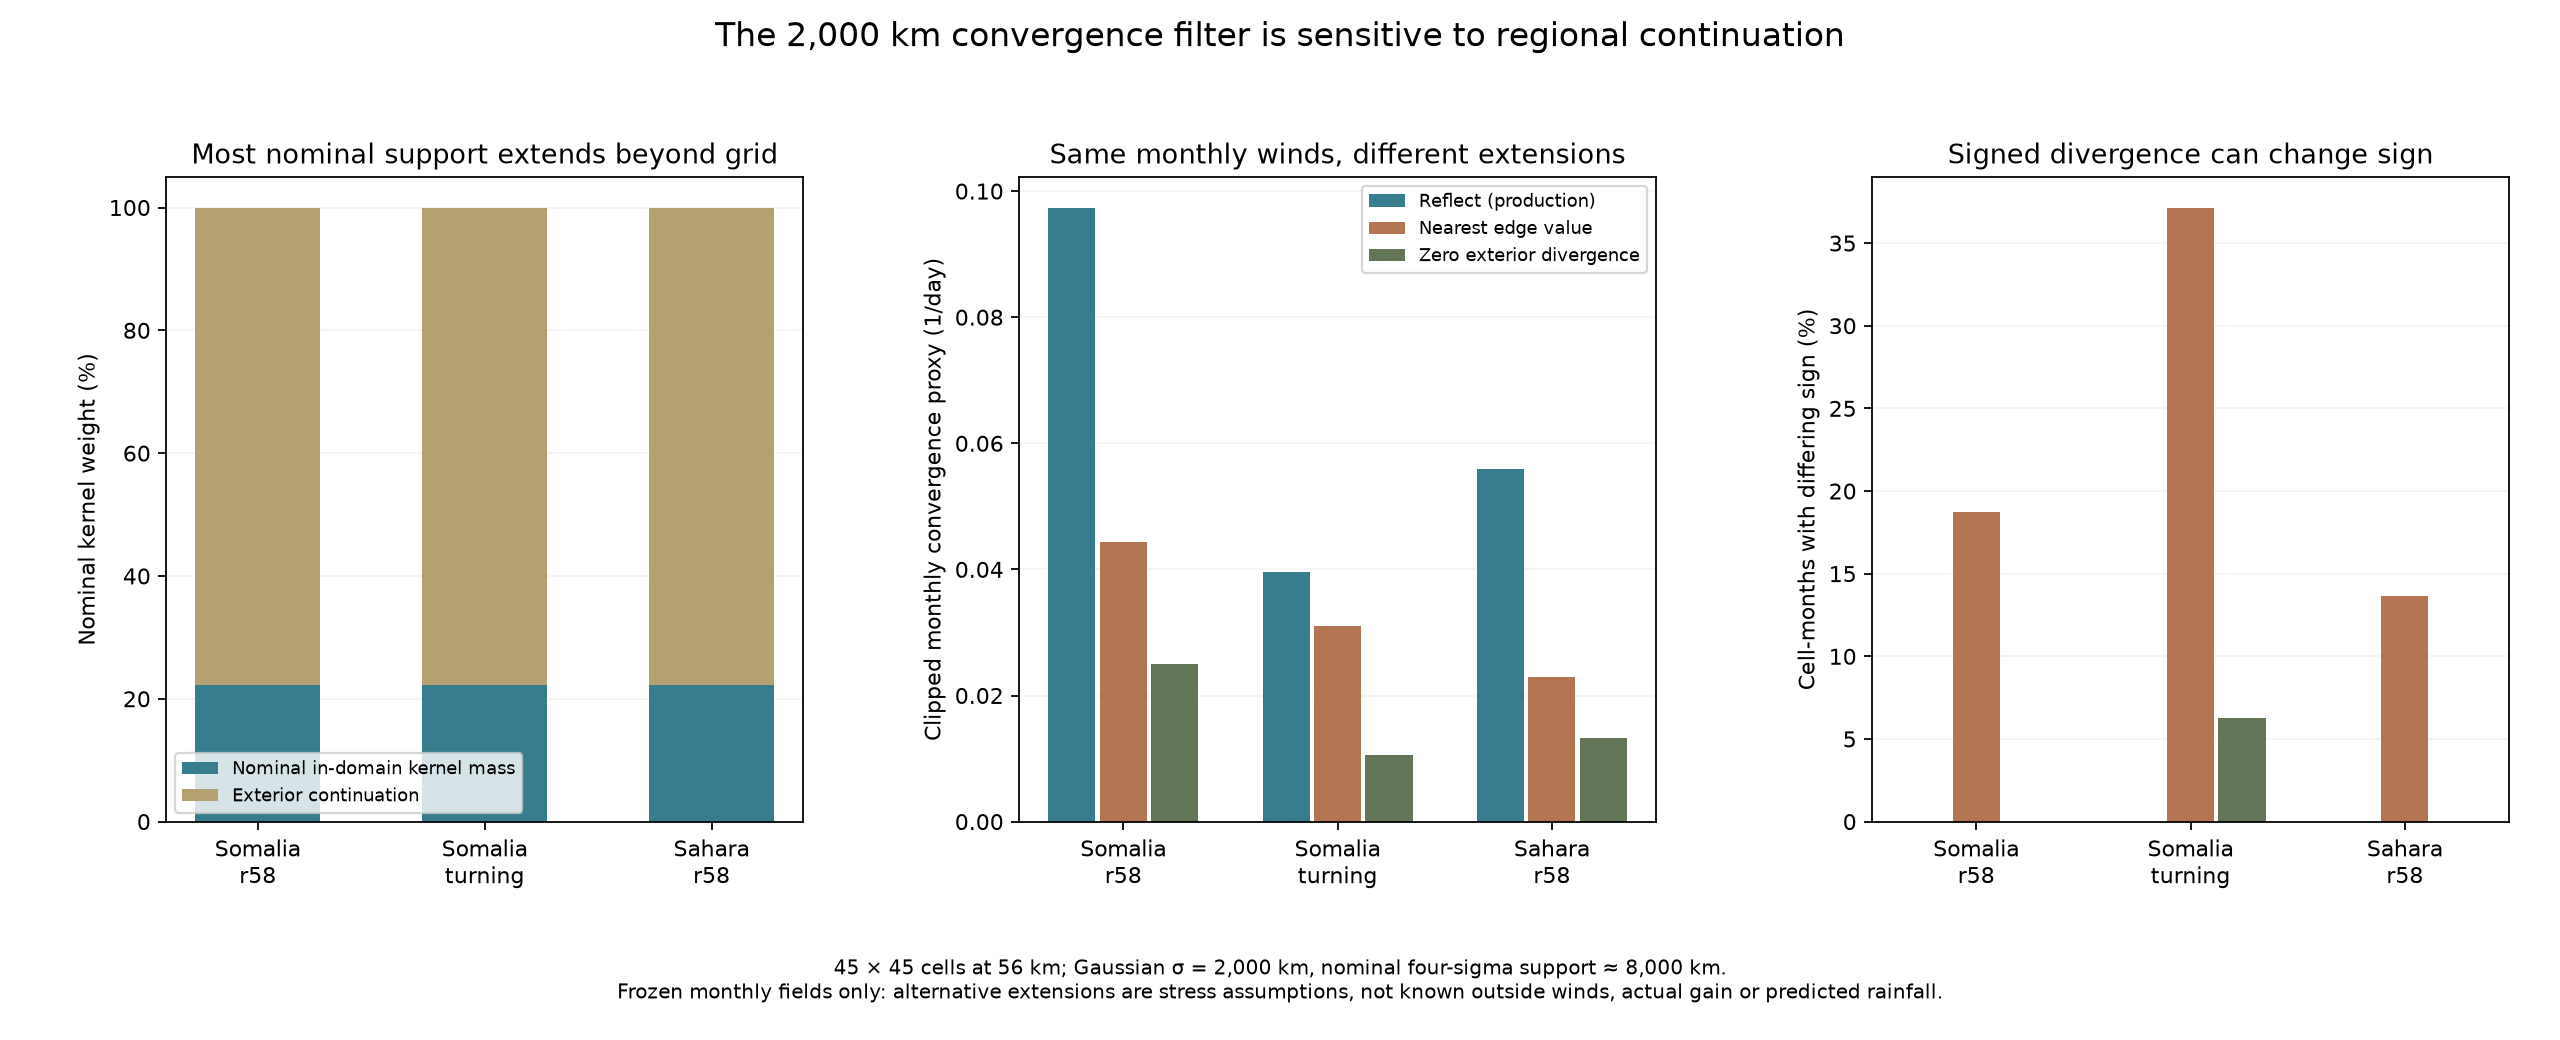 The 2,000 km convergence filter is sensitive to regional continuation
Most nominal support extends beyond grid
Nominal kernel weight (%)
100
80
60
40
20
0
Nominal in-domain kernel mass
Exterior continuation
Somalia
r58
Somalia
turning
Sahara
r58
Same monthly winds, different extensions
Clipped monthly convergence proxy (1/day)
0.10
0.08
0.06
0.04
0.02
0.00
Reflect (production)
Nearest edge value
Zero exterior divergence
Somalia
r58
Somalia
turning
Sahara
r58
Signed divergence can change sign
Cell-months with differing sign (%)
35
30
25
20
15
10
5
0
Somalia
r58
Somalia
turning
Sahara
r58
45 × 45 cells at 56 km; Gaussian σ = 2,000 km, nominal four-sigma support ≈ 8,000 km.
Frozen monthly fields only: alternative extensions are stress assumptions, not known outside winds, actual gain or predicted rainfall.